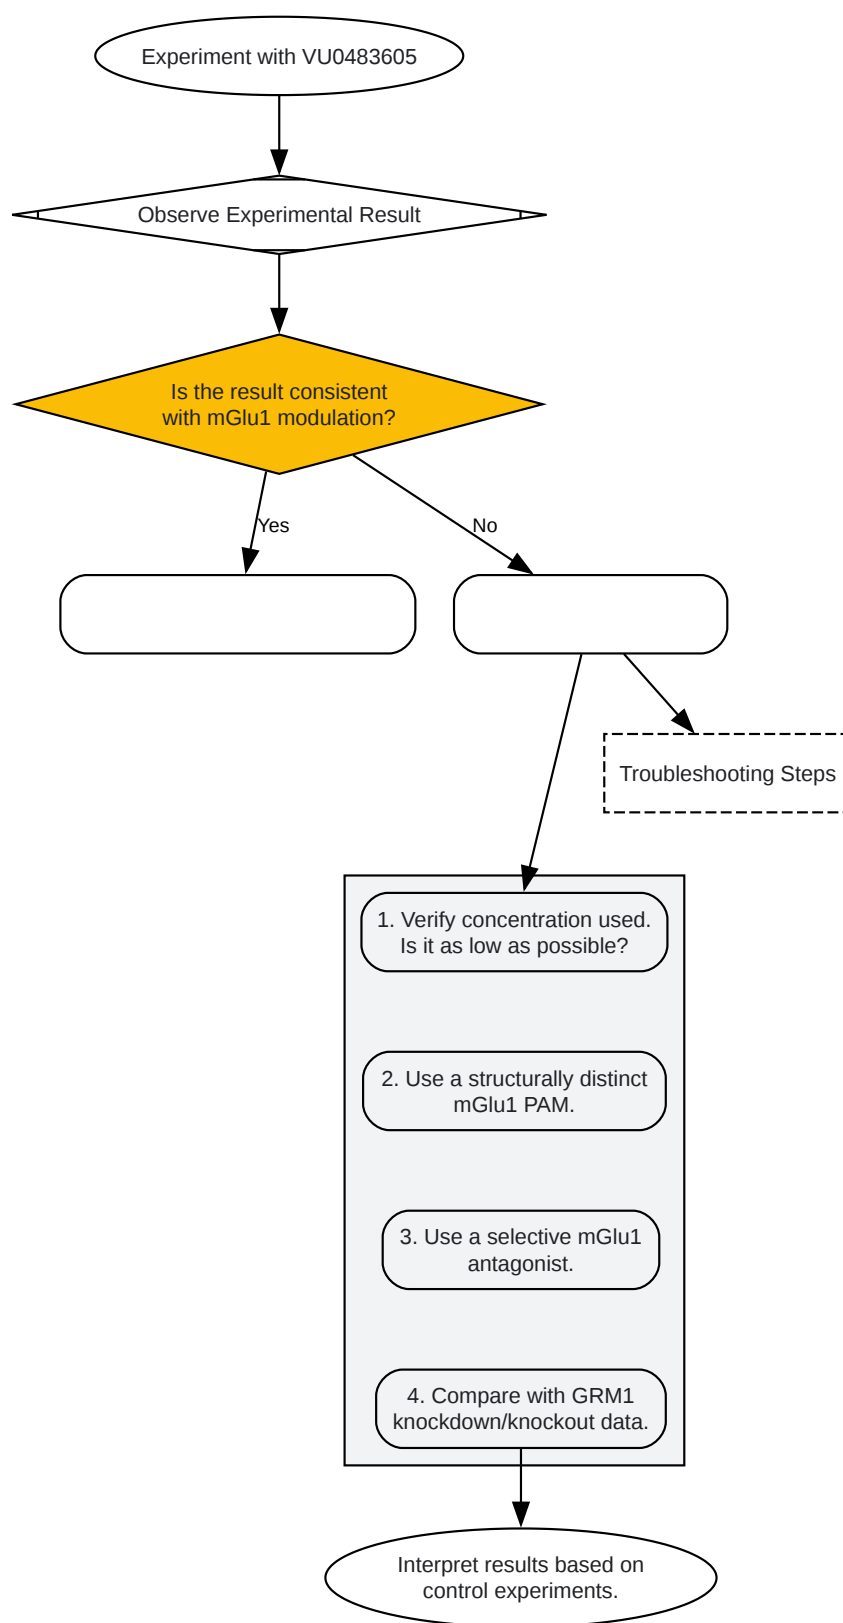 Experiment with VU0483605
Observe Experimental Result
Is the result consistent
with mGlu1 modulation?
Yes
No
Troubleshooting Steps
1. Verify concentration used.
Is it as low as possible?
2. Use a structurally distinct
mGlu1 PAM.
3. Use a selective mGlu1
antagonist.
4. Compare with GRM1
knockdown/knockout data.
Interpret results based on
control experiments.